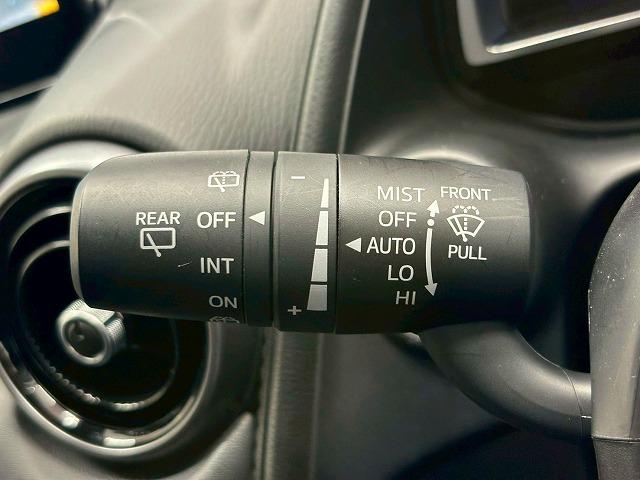 REAR
OFF
INT
ON
−
+
MIST
OFF
AUTO
LO
HI
FRONT
PULL